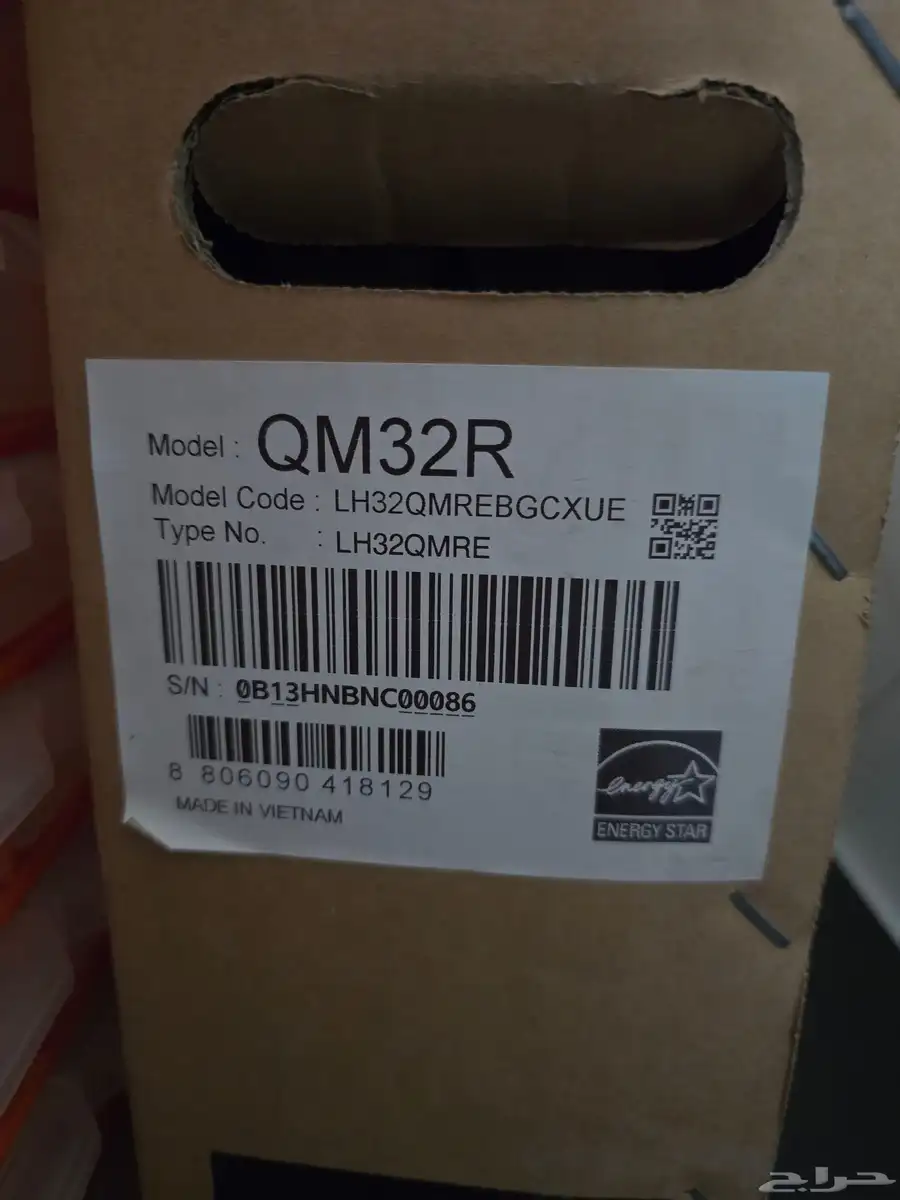 Model : QM32R
Model Code : LH32QMREBGCXUE
Type No. : LH32QMRE
S/N : 0B13HNBNC00086
8 806090 418129
MADE IN VIETNAM
energy
ENERGY STAR
حراج